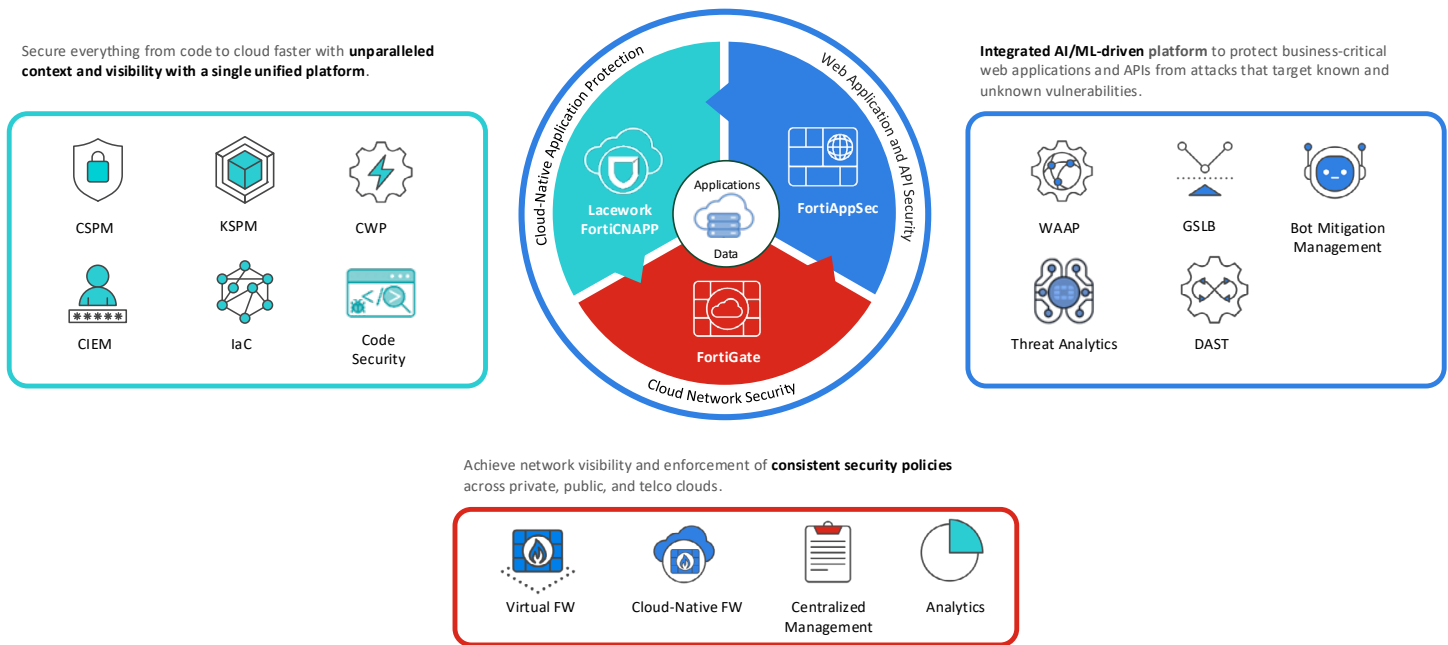 Secure everything from code to cloud faster with unparalleled
context and visibility with a single unified platform.
CSPM
KSPM
CWP
CIEM
IaC
Code
Security
Cloud-Native Application Protection
Web Application and API Security
Cloud Network Security
Lacework
FortiCNAPP
FortiAppSec
FortiGate
Applications
Data
Integrated AI/ML-driven platform to protect business-critical
web applications and APIs from attacks that target known and
unknown vulnerabilities.
WAAP
GSLB
Bot Mitigation
Management
Threat Analytics
DAST
Achieve network visibility and enforcement of consistent security policies
across private, public, and telco clouds.
Virtual FW
Cloud-Native FW
Centralized
Management
Analytics